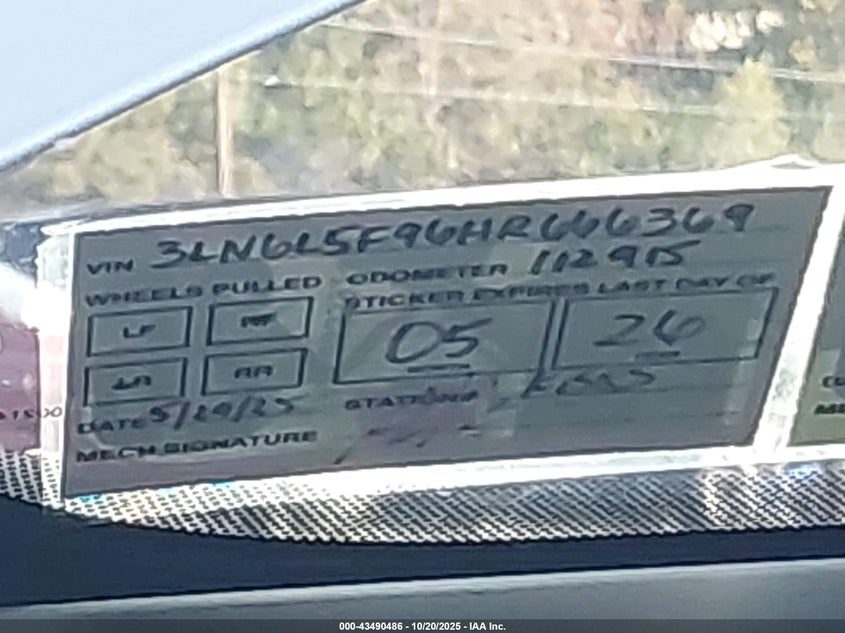 VIN 3LN6L5F96HR666369
WHEELS PULLED ODOMETER 112915
STICKER EXPIRES LAST DAY OF
LF RF
05 26
LR RR
DATE 5/29/25 STATION#
MECH SIGNATURE
000-43490486 - 10/20/2025 - IAA Inc.